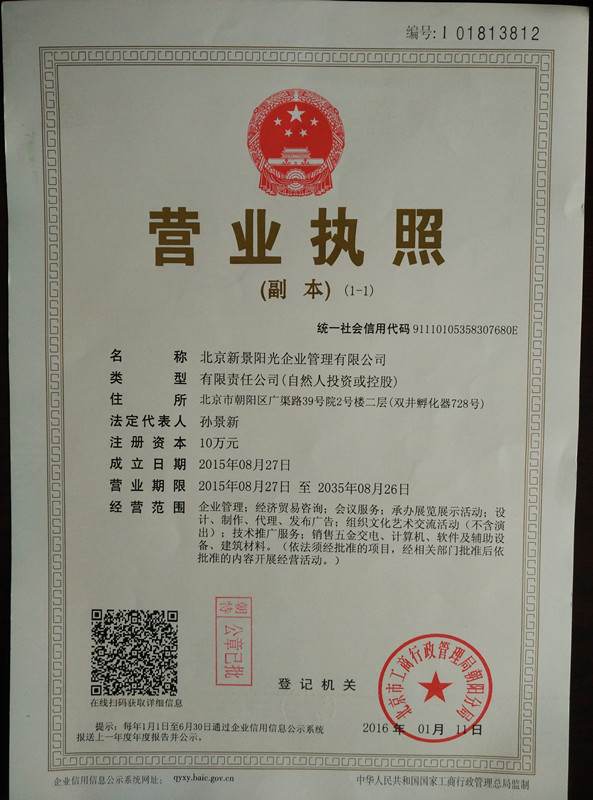 编号:1 01813812
营业执照
(副 本) (1-1)
统一社会信用代码 91110105358307680E
名 称 北京新景阳光企业管理有限公司
类 型 有限责任公司(自然人投资或控股)
住 所 北京市朝阳区广渠路39号院2号楼二层(双井孵化器728号)
法定代表人 孙景新
注册资本 10万元
成立日期 2015年08月27日
营业期限 2015年08月27日 至 2035年08月26日
经营范围 企业管理；经济贸易咨询；会议服务；承办展览展示活动；设
计、制作、代理、发布广告；组织文化艺术交流活动（不含演
出）；技术推广服务；销售五金交电、计算机、软件及辅助设
备、建筑材料。（依法须经批准的项目，经相关部门批准后依
批准的内容开展经营活动。）
朝特
公章已批
在线扫码获取详细信息
登记机关
北京市工商行政管理局朝阳分局
2016 年 01月 11日
提示：每年1月1日至6月30日通过企业信用信息公示系统
报送上一年度年度报告并公示。
企业信用信息公示系统网址： qyxy.baic.gov.cn
中华人民共和国国家工商行政管理总局监制